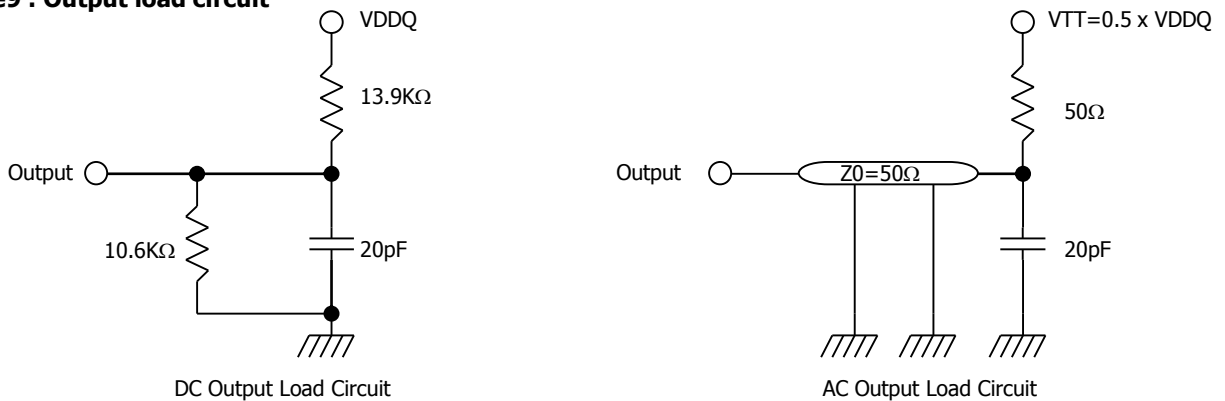 : Output load circuit
VDDQ
13.9KΩ
Output
10.6KΩ
20pF
DC Output Load Circuit
VTT=0.5 x VDDQ
50Ω
Output
Z0=50Ω
20pF
AC Output Load Circuit